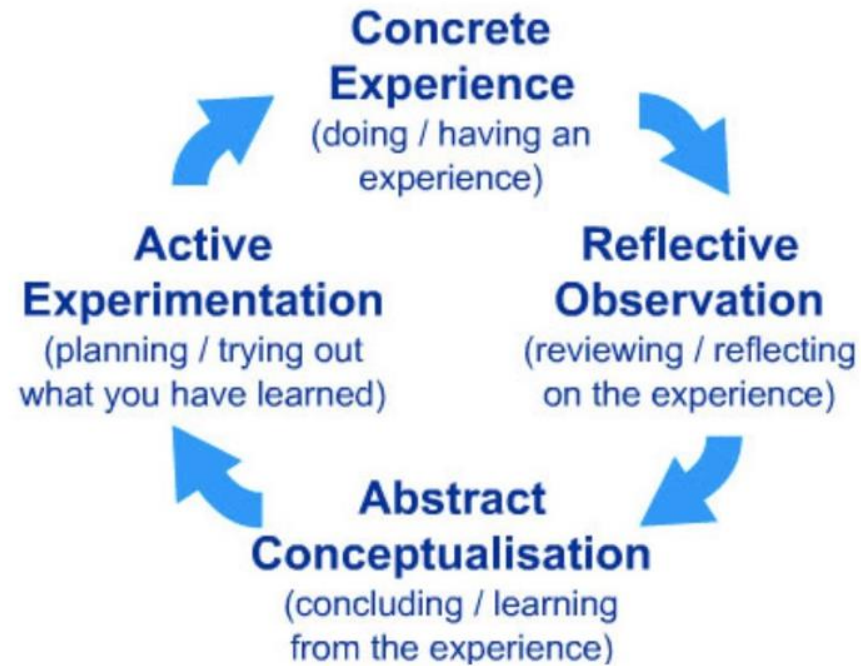 Concrete
Experience
(doing / having an
experience)
Reflective
Observation
(reviewing / reflecting
on the experience)
Abstract
Conceptualisation
(concluding / learning
from the experience)
Active
Experimentation
(planning / trying out
what you have learned)